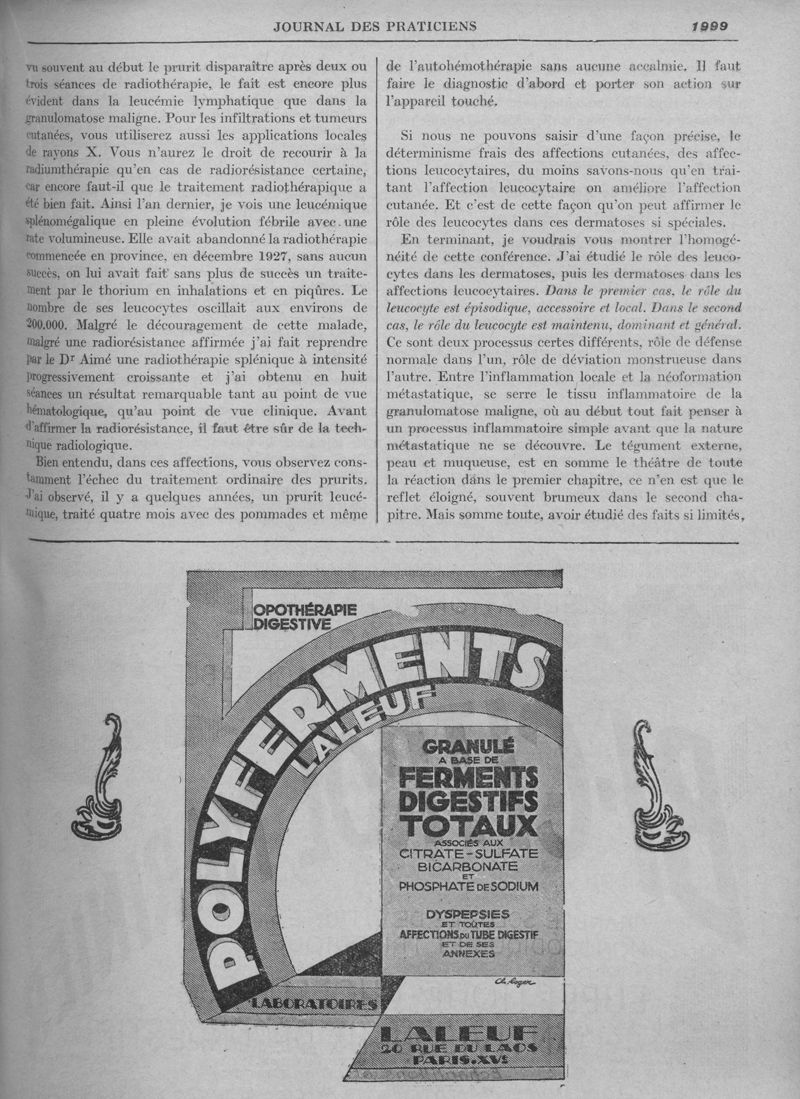 JOURNAL DES PRATICIENS 1999
vu souvent au début le prurit disparaître après deux ou
trois séances de radiothérapie, le fait est encore plus
évident dans la leucémie lymphatique que dans la
granulomatose maligne. Pour les infiltrations et tumeurs
cutanées, vous utiliserez aussi les applications locales
de rayons X. Vous n'aurez le droit de recourir à la
radiumthérapie qu'en cas de radiorésistance certaine,
car encore faut-il que le traitement radiothérapique a
été bien fait. Ainsi l'an dernier, je vois une leucémique
splénomégalique en pleine évolution fébrile avec une
rate volumineuse. Elle avait abandonné la radiothérapie
commencée en province, en décembre 1927, sans aucun
succès, on lui avait fait sans plus de succès un traite-
ment par le thorium en inhalations et en piqûres. Le
nombre de ses leucocytes oscillait aux environs de
200.000. Malgré le découragement de cette malade,
malgré une radiorésistance affirmée j'ai fait reprendre
par le Dr Aimé une radiothérapie splénique à intensité
progressivement croissante et j'ai obtenu en huit
séances un résultat remarquable tant au point de vue
hématologique, qu'au point de vue clinique. Avant
d'affirmer la radiorésistance, il faut être sûr de la tech-
nique radiologique.
Bien entendu, dans ces affections, vous observez cons-
tamment l'échec du traitement ordinaire des prurits.
J'ai observé, il y a quelques années, un prurit leucé-
mique, traité quatre mois avec des pommades et même
de l'autohémothérapie sans aucune accalmie. Il faut
faire le diagnostic d'abord et porter son action sur
l'appareil touché.
Si nous ne pouvons saisir d'une façon précise, le
déterminisme frais des affections cutanées, des affec-
tions leucocytaires, du moins savons-nous qu'en trai-
tant l'affection leucocytaire on améliore l'affection
cutanée. Et c'est de cette façon qu'on peut affirmer le
rôle des leucocytes dans ces dermatoses si spéciales.
En terminant, je voudrais vous montrer l'homogé-
néité de cette conférence. J'ai étudié le rôle des leuco-
cytes dans les dermatoses, puis les dermatoses dans les
affections leucocytaires. Dans le premier cas, le rôle du
leucocyte est épisodique, accessoire et local. Dans le second
cas, le rôle du leucocyte est maintenu, dominant et général.
Ce sont deux processus certes différents, rôle de défense
normale dans l'un, rôle de déviation monstrueuse dans
l'autre. Entre l'inflammation locale et la néoformation
métastatique, se serre le tissu inflammatoire de la
granulomatose maligne, où au début tout fait penser à
un processus inflammatoire simple avant que la nature
métastatique ne se découvre. Le tégument externe,
peau et muqueuse, est en somme le théâtre de toute
la réaction dans le premier chapitre, ce n'en est que le
reflet éloigné, souvent brumeux dans le second cha-
pitre. Mais somme toute, avoir étudié des faits si limités,
OPOTHÉRAPIE
DIGESTIVE
POLYFERMENTS
LALEUF
GRANULÉ
A BASE DE
FERMENTS
DIGESTIFS
TOTAUX
ASSOCIÉS AUX
CITRATE-SULFATE
BICARBONATE
ET
PHOSPHATE DE SODIUM
DYSPEPSIES
ET TOUTES
AFFECTIONS DU TUBE DIGESTIF
ET DE SES
ANNEXES
Ch. Roger
LABORATOIRES
LALEUF
20 RUE DU LAOS
PARIS.XVE